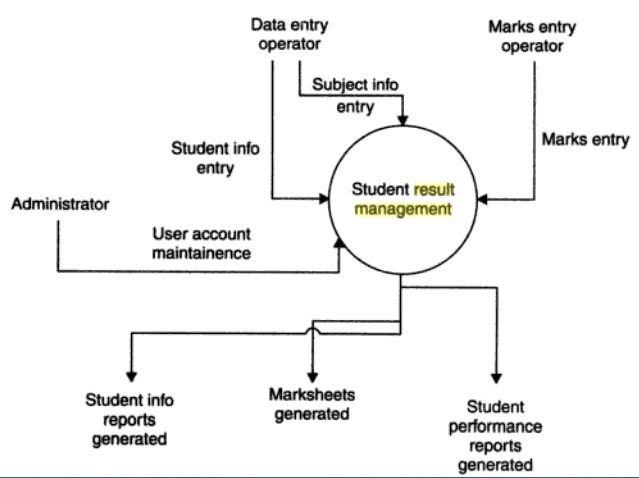 Data entry
operator
Marks entry
operator
Subject info
entry
Student info
entry
Marks entry
Student result
management
Administrator
User account
maintainence
Student info
reports
generated
Marksheets
generated
Student
performance
reports
generated